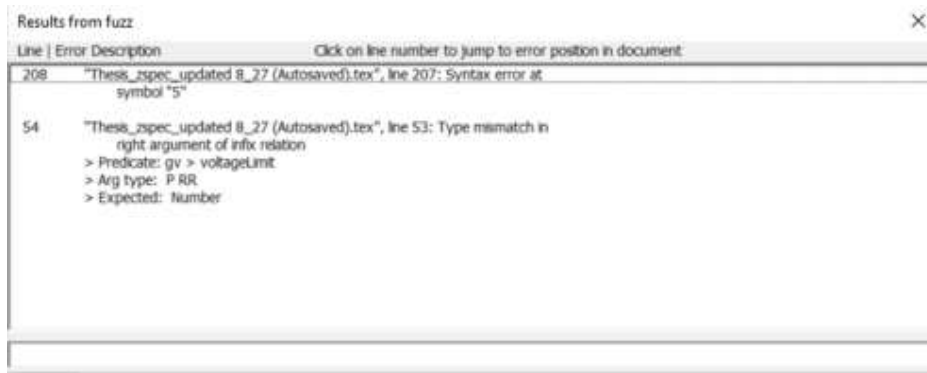 Results from fuzz
Line | Error Description Click on line number to jump to error position in document
208 "Thesis_zspec_updated 8_27 (Autosaved).tex", line 207: Syntax error at
symbol "5"
54 "Thesis_zspec_updated 8_27 (Autosaved).tex", line 53: Type mismatch in
right argument of infix relation
> Predicate: gv > voltageLimit
> Arg type: P RR
> Expected: Number